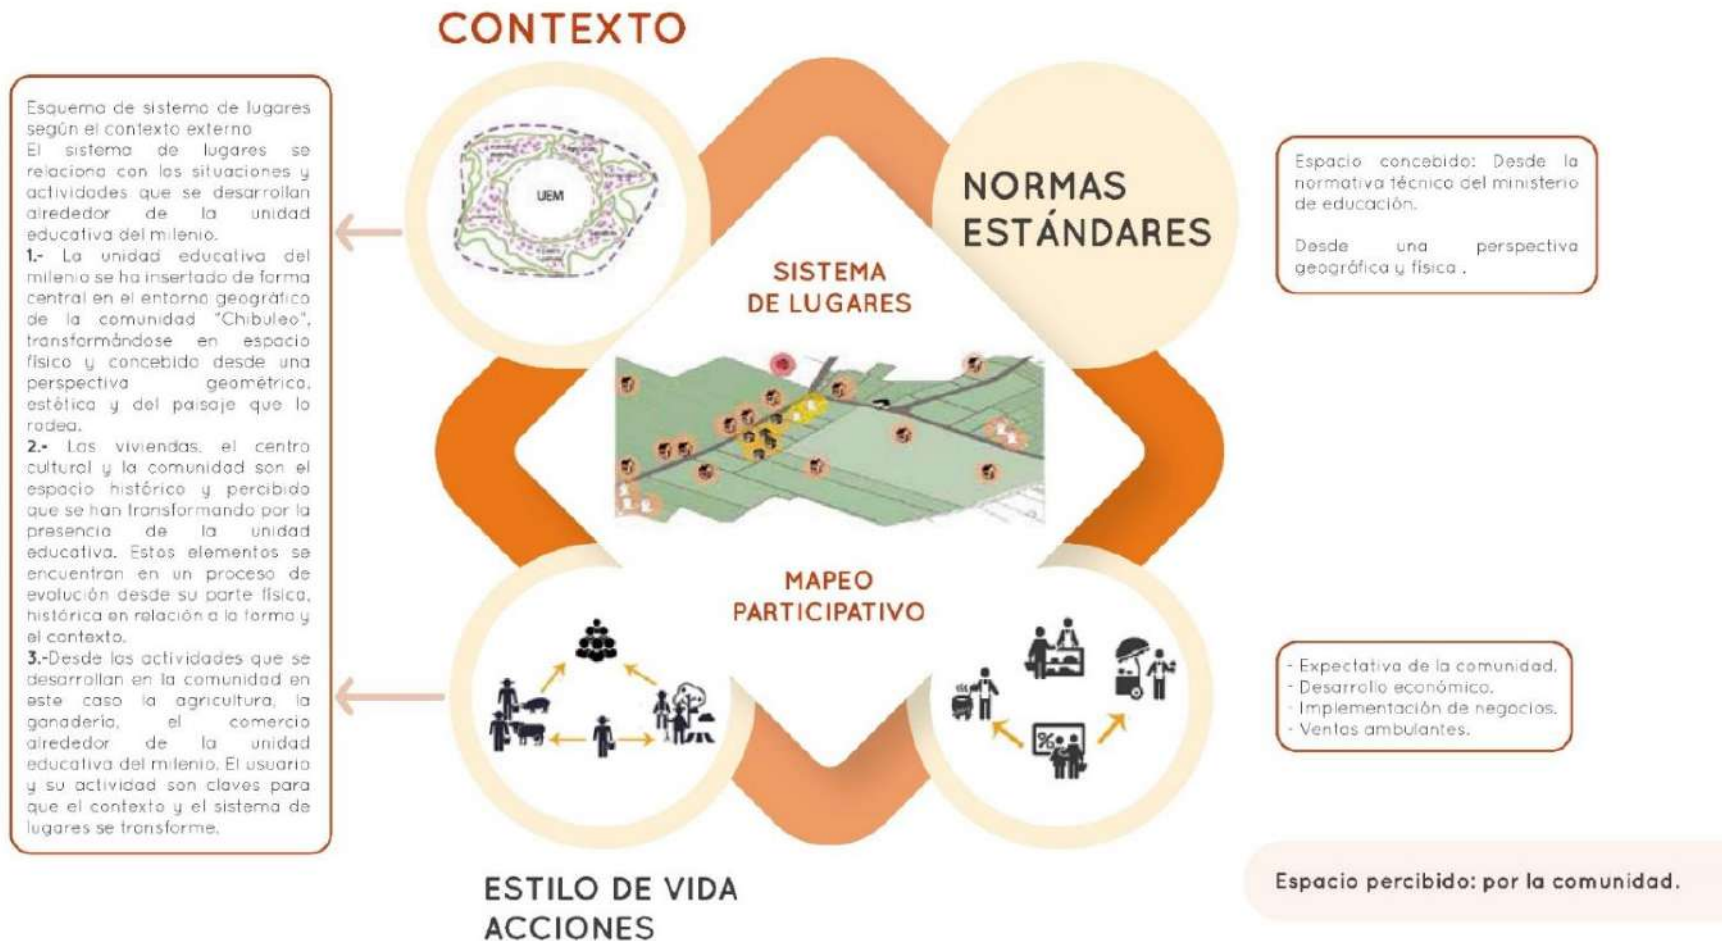 CONTEXTO
Esquema de sistema de lugares
según el contexto externo
El sistema de lugares se
relaciona con las situaciones y
actividades que se desarrollan
alrededor de la unidad
educativa del milenio.
1.- La unidad educativa del
milenio se ha insertado de forma
central en el entorno geográfico
de la comunidad "Chibuleo",
transformándose en espacio
físico y concebido desde una
perspectiva geométrica,
estética y del paisaje que lo
rodea.
2.- Las viviendas, el centro
cultural y la comunidad son el
espacio histórico y percibido
que se han transformando por la
presencia de la unidad
educativa. Estos elementos se
encuentran en un proceso de
evolución desde su parte física,
histórica en relación a la forma y
el contexto.
3.-Desde las actividades que se
desarrollan en la comunidad en
este caso la agricultura, la
ganadería, el comercio
alrededor de la unidad
educativa del milenio. El usuario
y su actividad son claves para
que el contexto y el sistema de
lugares se transforme.
UEM
NORMAS
ESTÁNDARES
SISTEMA
DE LUGARES
MAPEO
PARTICIPATIVO
%
ESTILO DE VIDA
ACCIONES
Espacio concebido: Desde la
normativa técnico del ministerio
de educación.
Desde una perspectiva
geográfica y física .
- Expectativa de la comunidad.
- Desarrollo económico.
- Implementación de negocios.
- Ventas ambulantes.
Espacio percibido: por la comunidad.